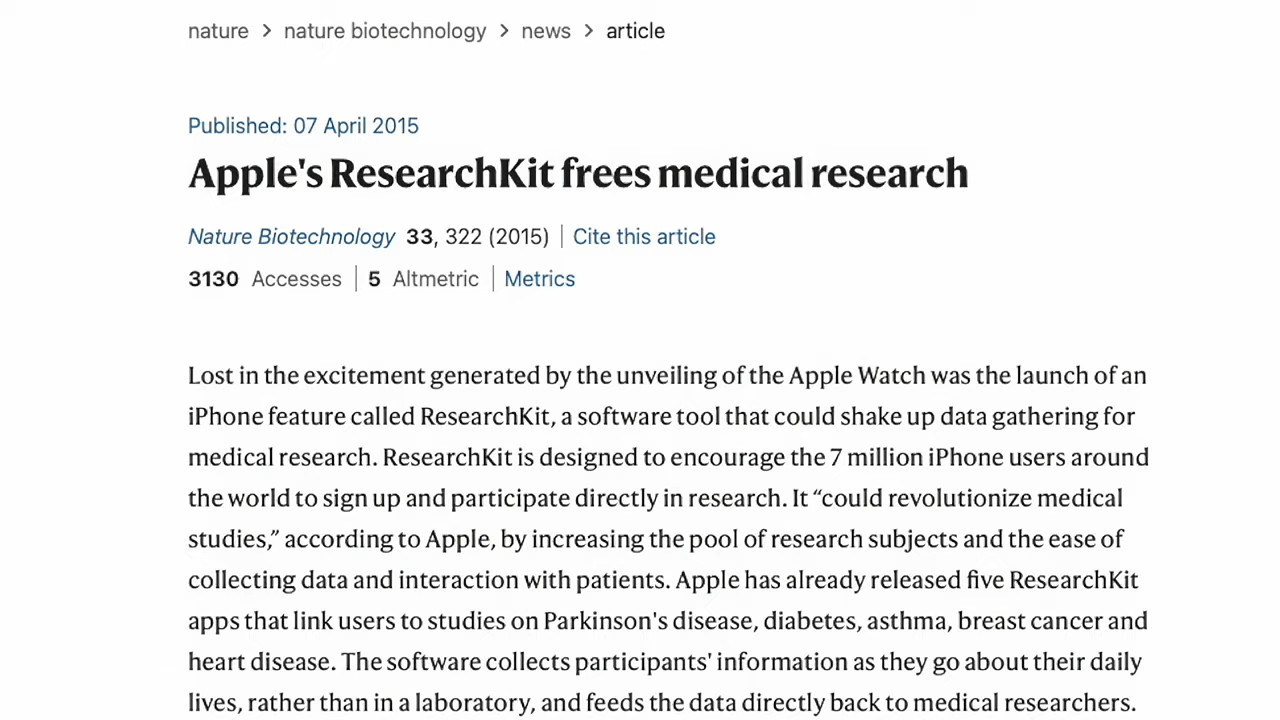 nature > nature biotechnology > news > article
Published: 07 April 2015
Apple's ResearchKit frees medical research
Nature Biotechnology 33, 322 (2015) | Cite this article
3130 Accesses | 5 Altmetric | Metrics
Lost in the excitement generated by the unveiling of the Apple Watch was the launch of an
iPhone feature called ResearchKit, a software tool that could shake up data gathering for
medical research. ResearchKit is designed to encourage the 7 million iPhone users around
the world to sign up and participate directly in research. It “could revolutionize medical
studies,” according to Apple, by increasing the pool of research subjects and the ease of
collecting data and interaction with patients. Apple has already released five ResearchKit
apps that link users to studies on Parkinson's disease, diabetes, asthma, breast cancer and
heart disease. The software collects participants' information as they go about their daily
lives, rather than in a laboratory, and feeds the data directly back to medical researchers.